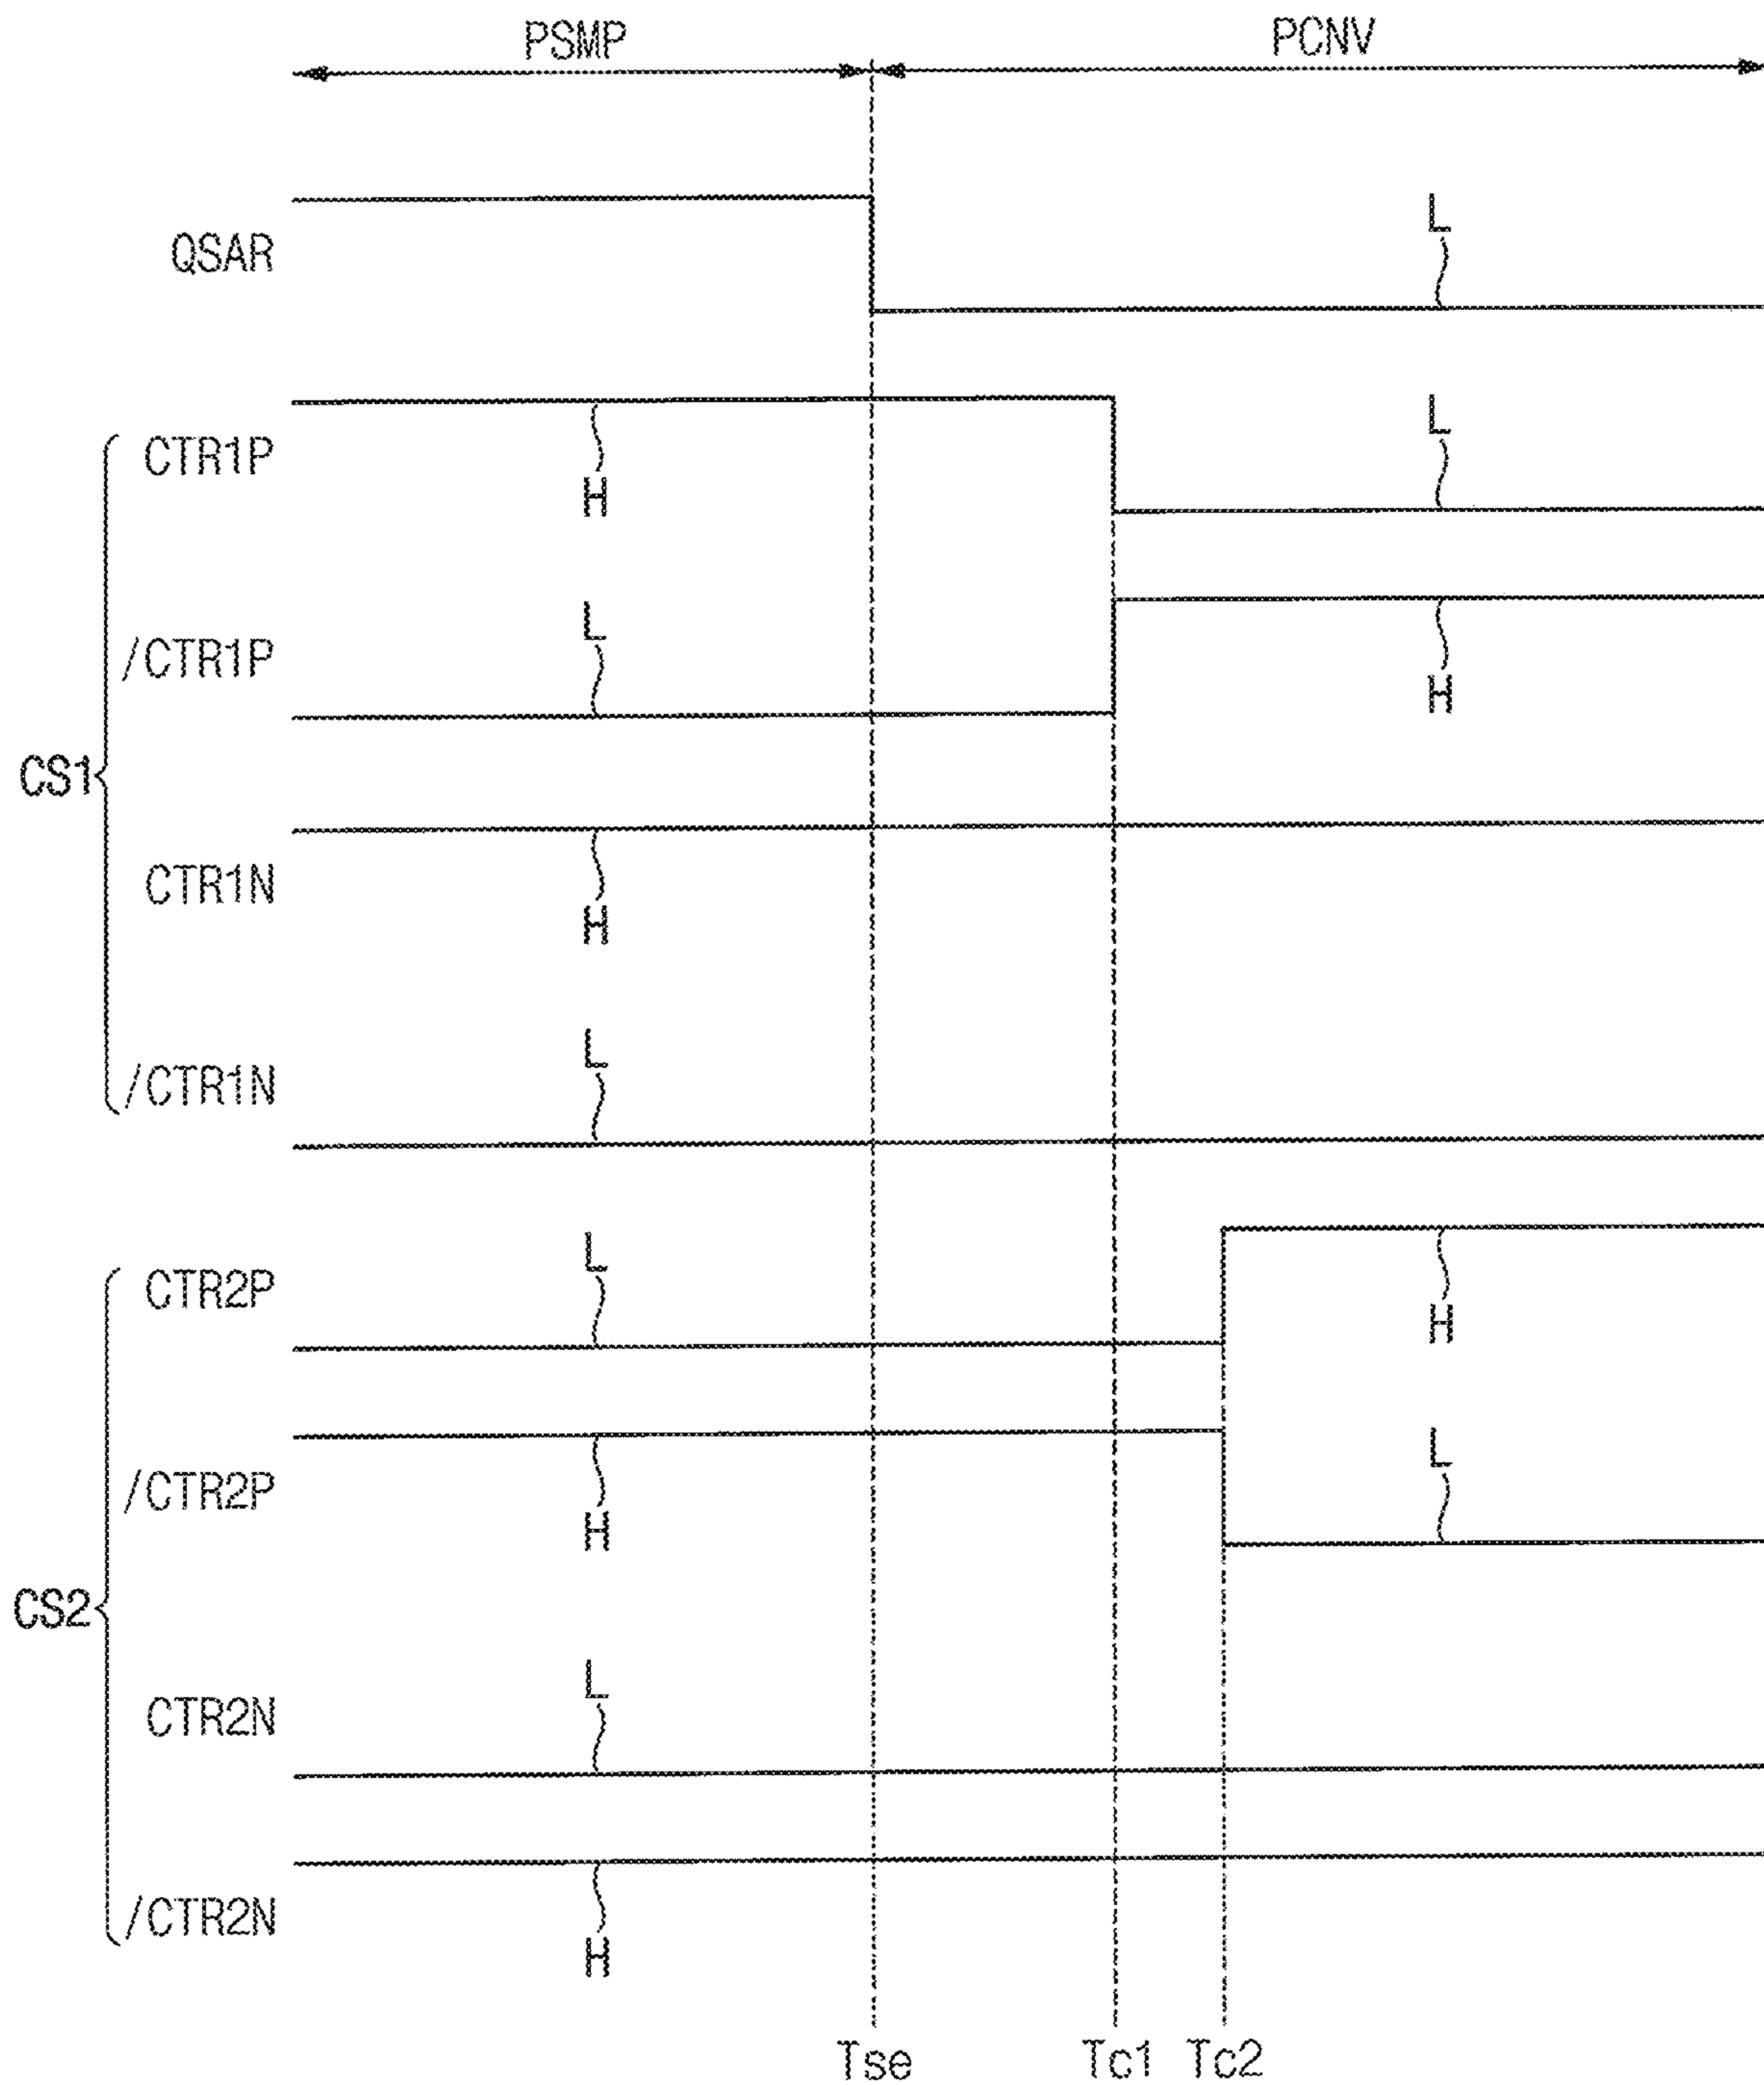 PSMP PCNV
L
QSAR
L
CTR1P
H
L
/CTR1P
H
CS1
CTR1N
H
L
/CTR1N
L
CTR2P
H
L
/CTR2P
H
CS2
L
CTR2N
/CTR2N
H
Tse Tc1 Tc2